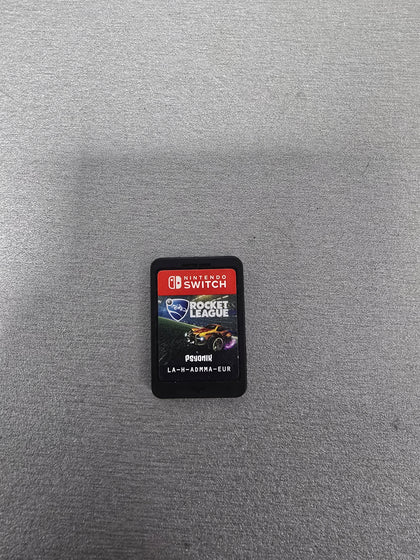 NINTENDO
SWITCH
ROCKET
LEAGUE
PSYONIX
LA-H-ADMMA-EUR